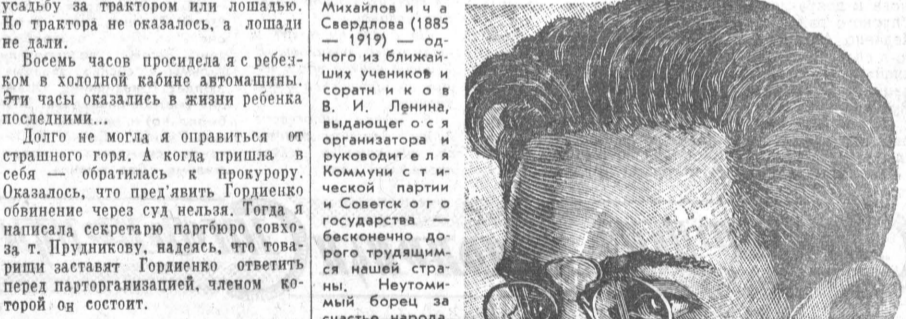 усадьбу за трактором или лошадью.
Но трактора не оказалось, а лошади
не дали.
Восемь часов просидела я с ребен-
ком в холодной кабине автомашины.
Эти часы оказались в жизни ребенка
последними...
Долго не могла я оправиться от
страшного горя. А когда пришла в
себя — обратилась к прокурору.
Оказалось, что пред'явить Гордиенко
обвинение через суд нельзя. Тогда я
написала секретарю партбюро совхо-
за т. Прудникову, надеясь, что това-
рищи заставят Гордиенко ответить
перед парторганизацией, членом ко-
торой он состоит.
Михайлов и ч а
Свердлова (1885
— 1919) — од-
ного из ближай-
ших учеников и
соратн и к о в
В. И. Ленина,
выдающег о с я
организатора и
руководит е л я
Коммуни с т и-
ческой партии
и Советск о г о
государства —
бесконечно до-
рого трудящим-
ся нашей стра-
ны. Неутоми-
мый борец за
счастье народа,